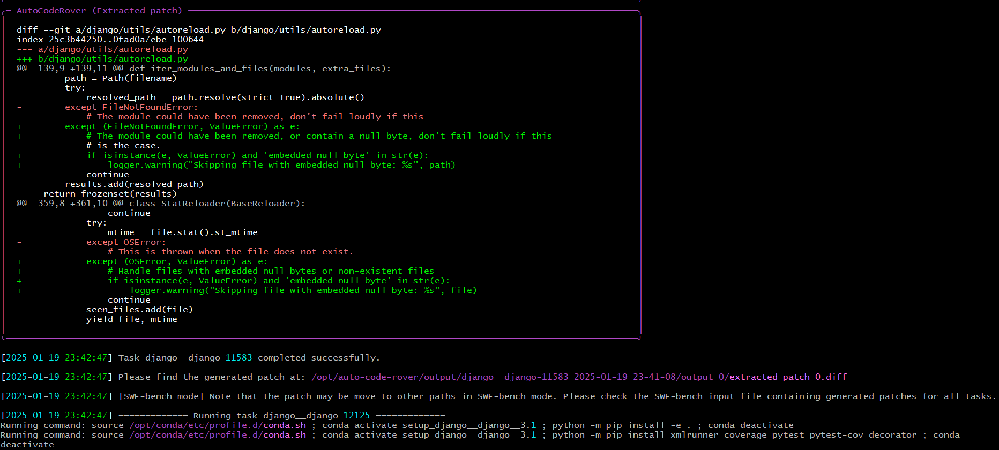 AutoCodeRover (Extracted patch)
diff --git a/django/utils/autoreload.py b/django/utils/autoreload.py
index 25c3b44250..0fad0a7ebe 100644
--- a/django/utils/autoreload.py
+++ b/django/utils/autoreload.py
@@ -139,9 +139,11 @@ def iter_modules_and_files(modules, extra_files):
         path = Path(filename)
         try:
             resolved_path = path.resolve(strict=True).absolute()
-        except FileNotFoundError:
-            # The module could have been removed, don't fail loudly if this
+        except (FileNotFoundError, ValueError) as e:
+            # The module could have been removed, or contain a null byte, don't fail loudly if this
             # is the case.
+            if isinstance(e, ValueError) and 'embedded null byte' in str(e):
+                logger.warning("Skipping file with embedded null byte: %s", path)
             continue
         results.add(resolved_path)
     return frozenset(results)
@@ -359,8 +361,10 @@ class StatReloader(BaseReloader):
                 continue
             try:
                 mtime = file.stat().st_mtime
-            except OSError:
-                # This is thrown when the file does not exist.
+            except (OSError, ValueError) as e:
+                # Handle files with embedded null bytes or non-existent files
+                if isinstance(e, ValueError) and 'embedded null byte' in str(e):
+                    logger.warning("Skipping file with embedded null byte: %s", file)
                 continue
             seen_files.add(file)
             yield file, mtime
[2025-01-19 23:42:47] Task django__django-11583 completed successfully.
[2025-01-19 23:42:47] Please find the generated patch at: /opt/auto-code-rover/output/django__django-11583_2025-01-19_23-41-08/output_0/extracted_patch_0.diff
[2025-01-19 23:42:47] [SWE-bench mode] Note that the patch may be move to other paths in SWE-bench mode. Please check the SWE-bench input file containing generated patches for all tasks.
[2025-01-19 23:42:47] ============= Running task django__django-12125 =============
Running command: source /opt/conda/etc/profile.d/conda.sh ; conda activate setup_django__django__3.1 ; python -m pip install -e . ; conda deactivate
Running command: source /opt/conda/etc/profile.d/conda.sh ; conda activate setup_django__django__3.1 ; python -m pip install xmlrunner coverage pytest pytest-cov decorator ; conda
deactivate